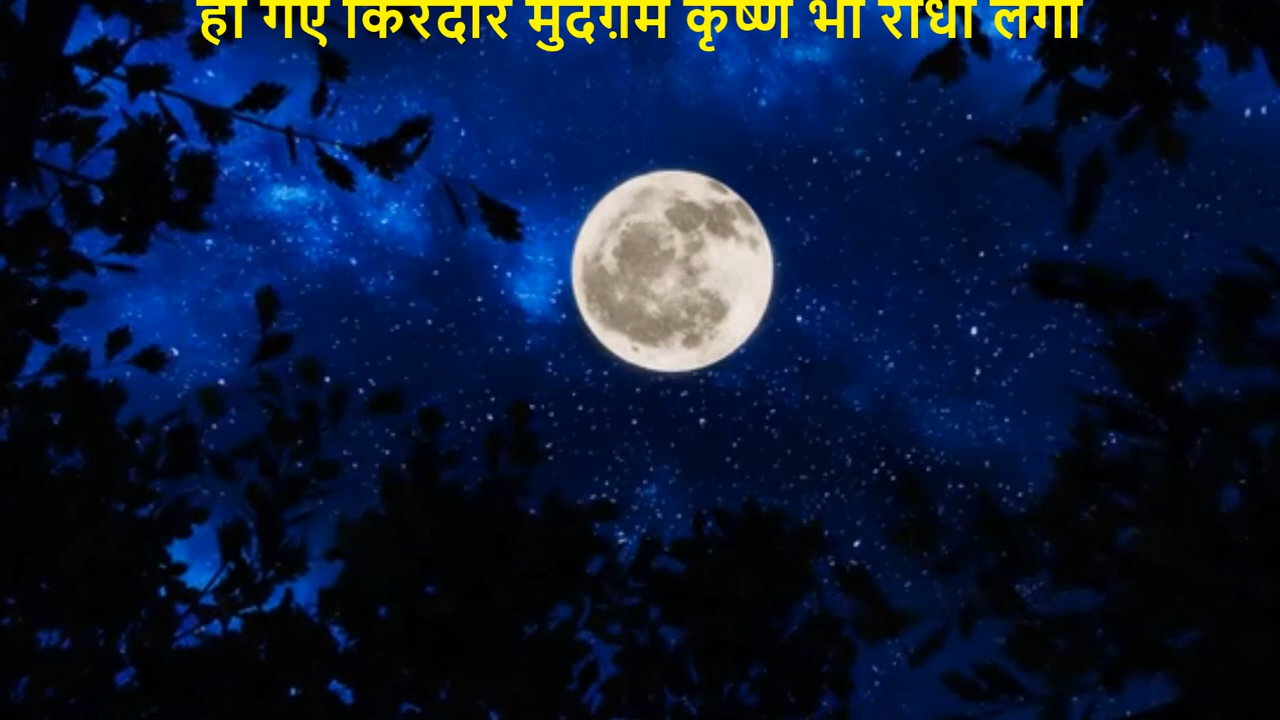 हो गए किरदार मुदग़म कृष्ण भी राधा लगा